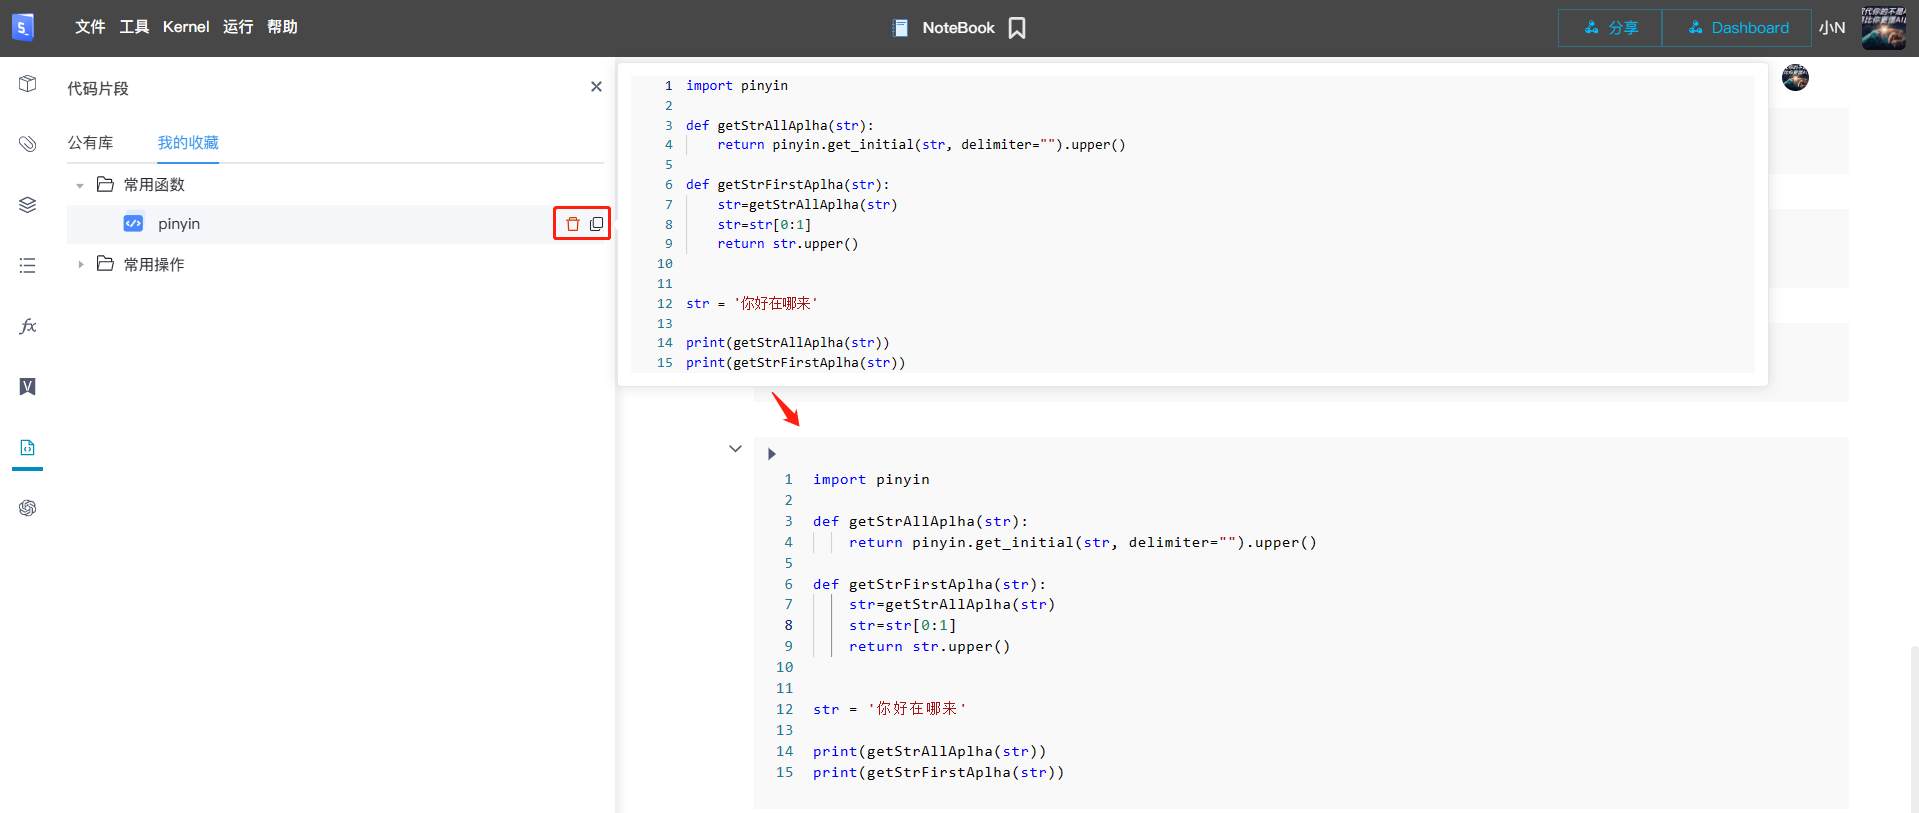 文件 工具 Kernel 运行 帮助
NoteBook
分享 Dashboard 小N
代码片段
公有库 我的收藏
常用函数
pinyin
常用操作
1 import pinyin
2
3 def getStrAllAplha(str):
4 return pinyin.get_initial(str, delimiter="").upper()
5
6 def getStrFirstAplha(str):
7 str=getStrAllAplha(str)
8 str=str[0:1]
9 return str.upper()
10
11
12 str = '你好在哪来'
13
14 print(getStrAllAplha(str))
15 print(getStrFirstAplha(str))
1 import pinyin
2
3 def getStrAllAplha(str):
4 return pinyin.get_initial(str, delimiter="").upper()
5
6 def getStrFirstAplha(str):
7 str=getStrAllAplha(str)
8 str=str[0:1]
9 return str.upper()
10
11
12 str = '你好在哪来'
13
14 print(getStrAllAplha(str))
15 print(getStrFirstAplha(str))